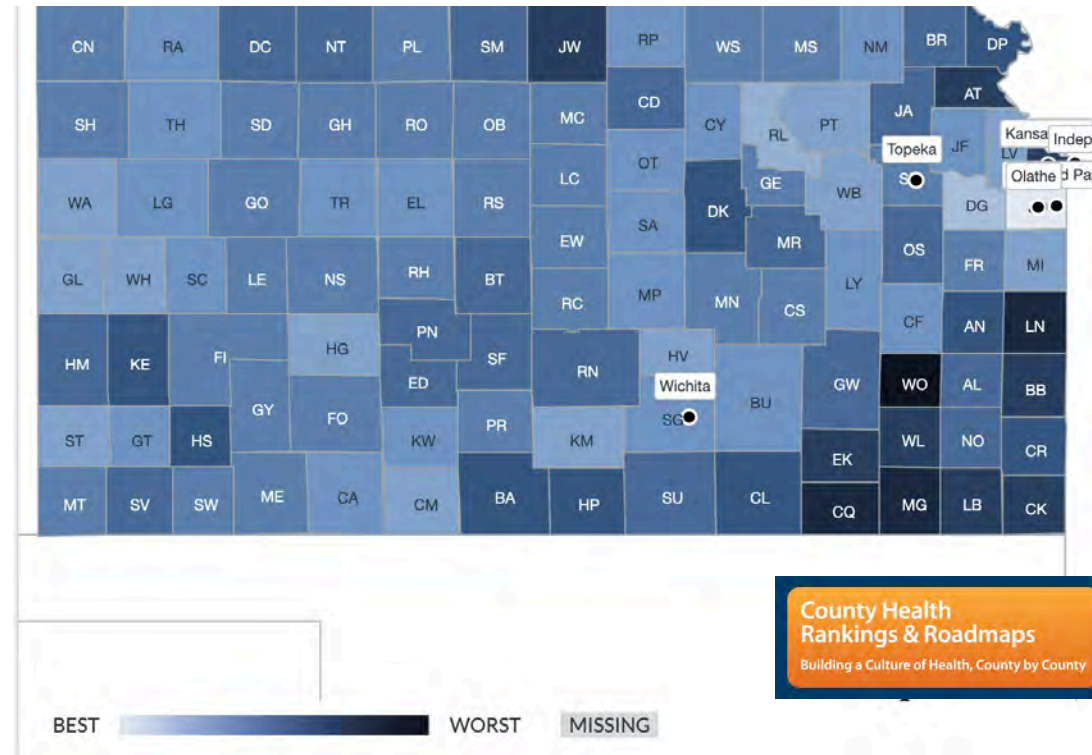 CN RA DC NT PL SM JW RP WS MS NM BR DP
SH TH SD GH RO OB MC CD CY RL PT JA AT
Topeka
Kansa
Indep
JF LV
Olathe
d Pa
WA LG GO TR EL RS LC OT DK GE WB DG
GL WH SC LE NS RH BT EW SA MR OS FR MI
RC MP MN CS LY CF AN LN
HM KE FI HG PN ED SF RN HV
Wichita
GW WO AL BB
ST GT HS GY FO KW PR KM SG BU EK WL NO CR
MT SV SW ME CA CM BA HP SU CL CQ MG LB CK
County Health
Rankings & Roadmaps
Building a Culture of Health, County by County
BEST WORST MISSING